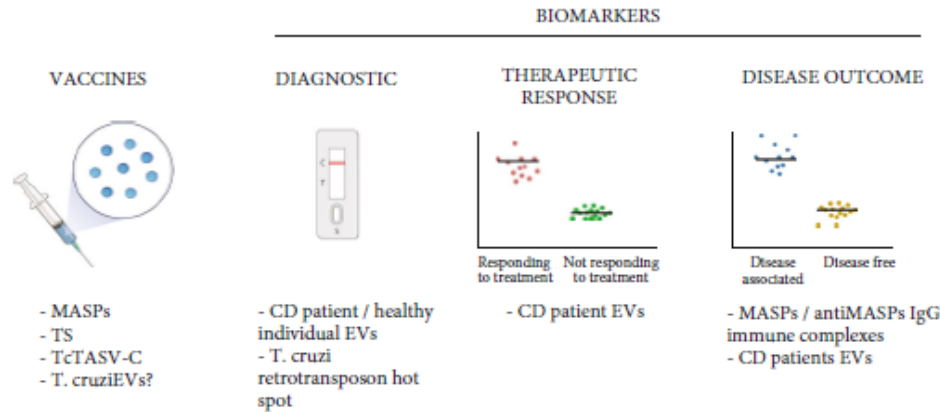 BIOMARKERS
VACCINES
DIAGNOSTIC
THERAPEUTIC
RESPONSE
DISEASE OUTCOME
C
T
S
Responding
to treatment
Not responding
to treatment
Disease
associated
Disease free
- MASPs
- TS
- TcTASV-C
- T. cruziEVs?
- CD patient / healthy
individual EVs
- T. cruzi
retrotransposon hot
spot
- CD patient EVs
- MASPs / antiMASPs IgG
immune complexes
- CD patients EVs